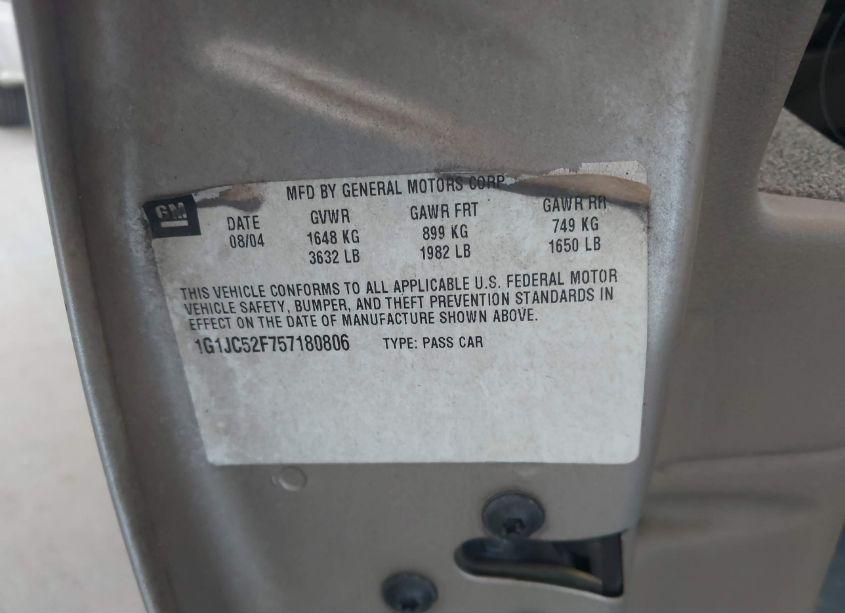 MFD BY GENERAL MOTORS CORP
GM
DATE GVWR GAWR FRT GAWR RR
08/04 1648 KG 899 KG 749 KG
3632 LB 1982 LB 1650 LB
THIS VEHICLE CONFORMS TO ALL APPLICABLE U.S. FEDERAL MOTOR
VEHICLE SAFETY, BUMPER, AND THEFT PREVENTION STANDARDS IN
EFFECT ON THE DATE OF MANUFACTURE SHOWN ABOVE.
1G1JC52F757180806 TYPE: PASS CAR